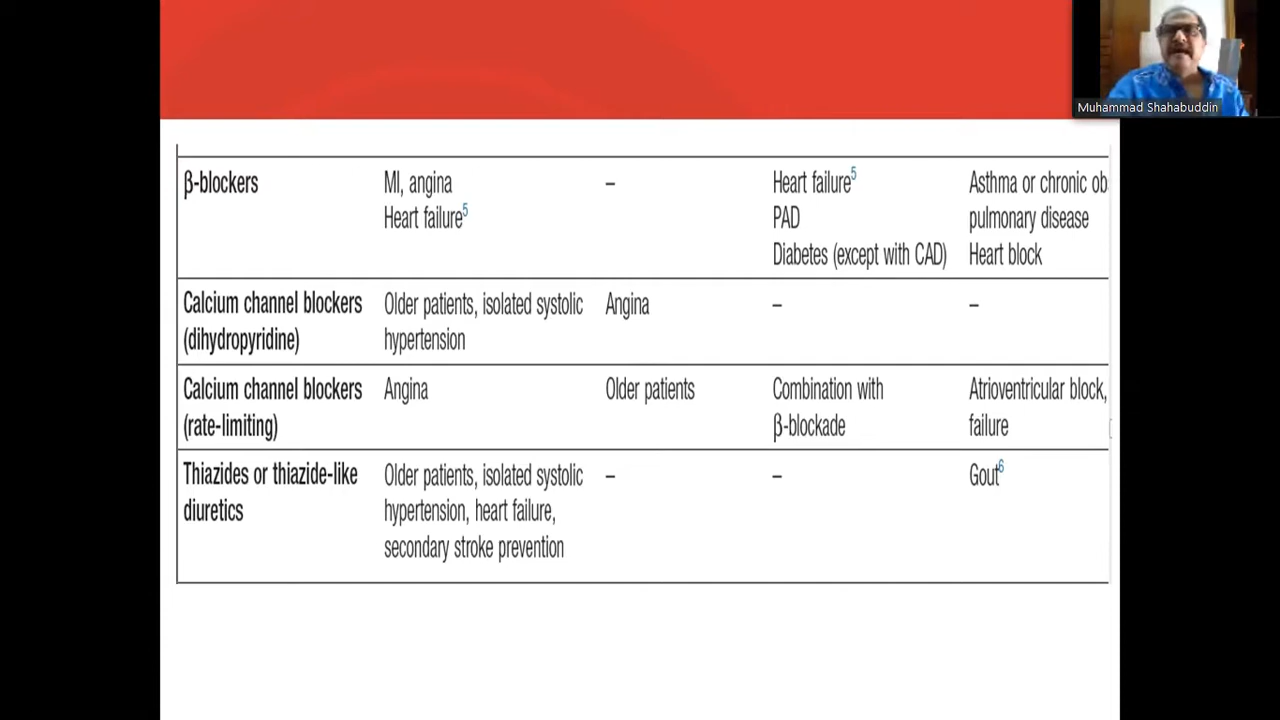 Muhammad Shahabuddin
β-blockers
MI, angina
Heart failure5
–
Heart failure5
PAD
Diabetes (except with CAD)
Asthma or chronic
pulmonary disease
Heart block
Calcium channel blockers
(dihydropyridine)
Older patients, isolated systolic
hypertension
Angina
–
–
Calcium channel blockers
(rate-limiting)
Angina
Older patients
Combination with
β-blockade
Atrioventricular block,
failure
Thiazides or thiazide-like
diuretics
Older patients, isolated systolic
hypertension, heart failure,
secondary stroke prevention
–
–
Gout6